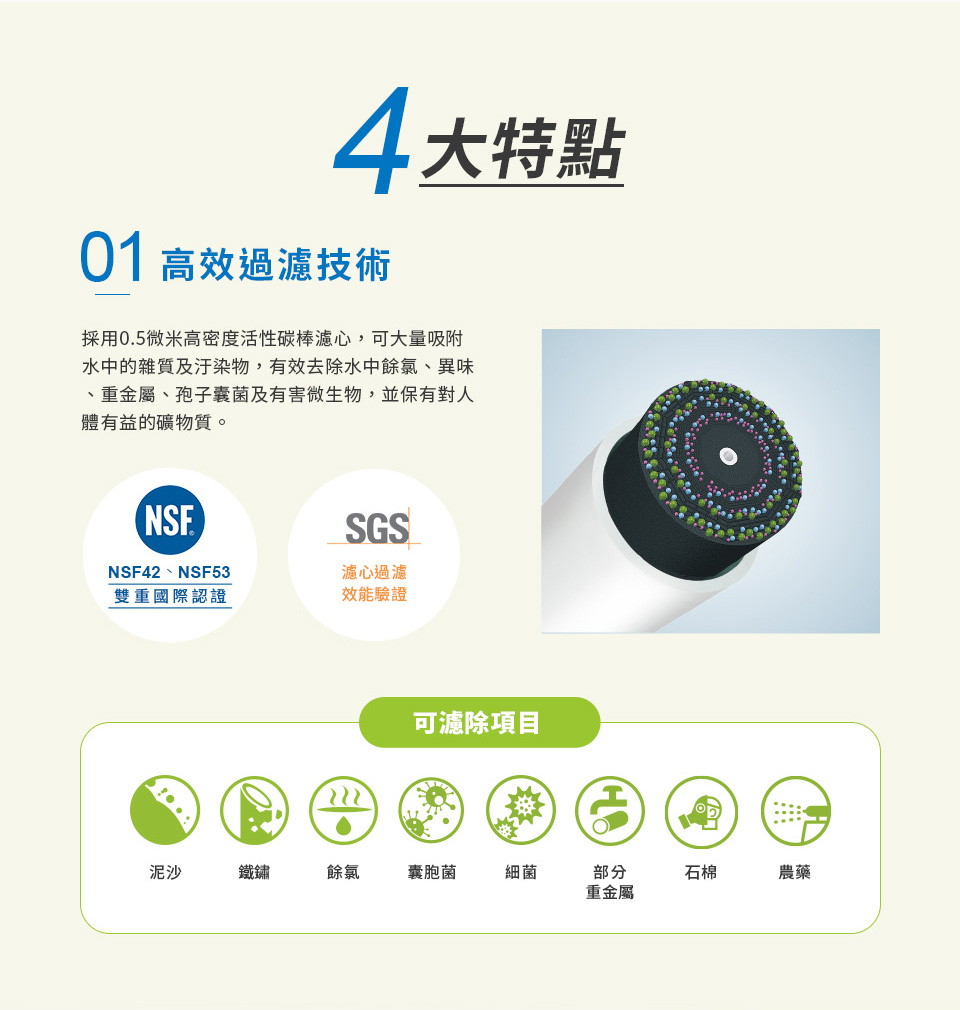 4大特點
01 高效過濾技術
採用0.5微米高密度活性碳棒濾心，可大量吸附
水中的雜質及汙染物，有效去除水中餘氯、異味
、重金屬、孢子囊菌及有害微生物，並保有對人
體有益的礦物質。
NSF®
NSF42、NSF53
雙重國際認證
SGS
濾心過濾
效能驗證
可濾除項目
泥沙
鐵鏽
餘氯
囊胞菌
細菌
部分
重金屬
石棉
農藥